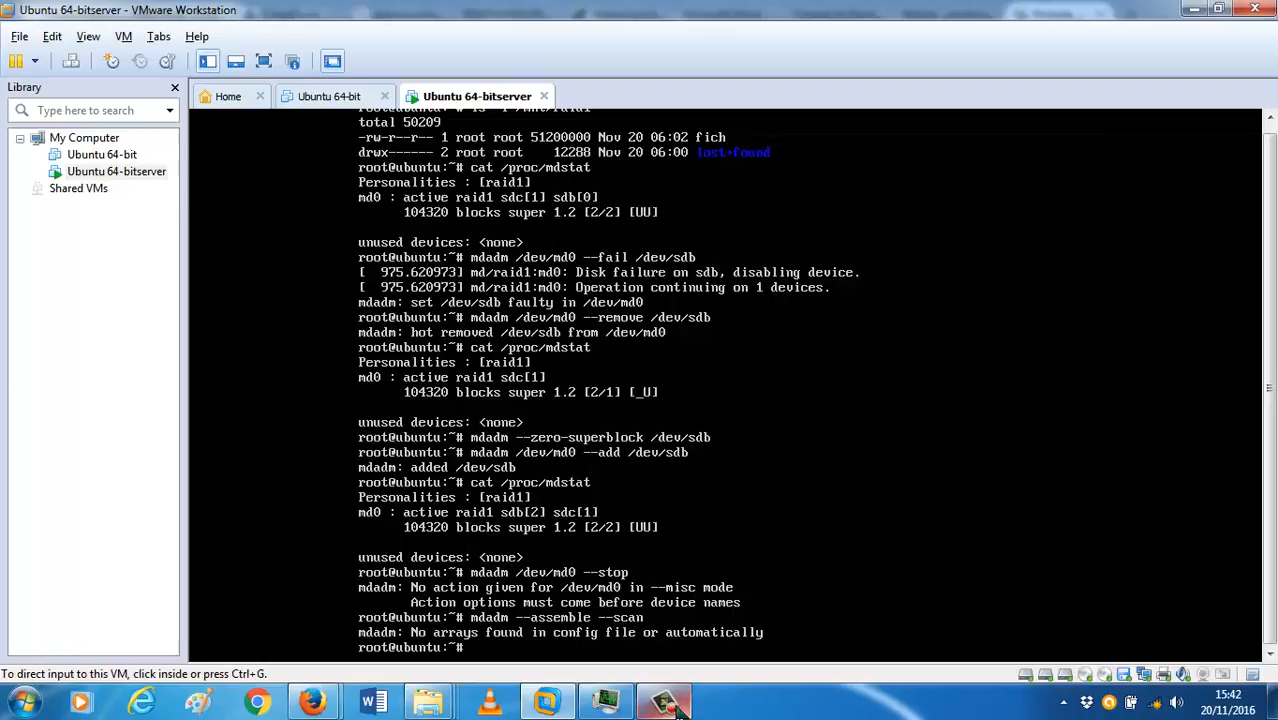 Ubuntu 64-bitserver - VMware Workstation
File Edit View VM Tabs Help
Library
Type here to search
My Computer
Ubuntu 64-bit
Ubuntu 64-bitserver
Shared VMs
Home Ubuntu 64-bit Ubuntu 64-bitserver
total 50209
-rw-r--r-- 1 root root 51200000 Nov 20 06:02 fich
drwx------ 2 root root 12288 Nov 20 06:00 lost+found
root@ubuntu:~# cat /proc/mdstat
Personalities : [raid1]
md0 : active raid1 sdc[1] sdb[0]
104320 blocks super 1.2 [2/2] [UU]
unused devices: <none>
root@ubuntu:~# mdadm /dev/md0 --fail /dev/sdb
[ 975.620973] md/raid1:md0: Disk failure on sdb, disabling device.
[ 975.620973] md/raid1:md0: Operation continuing on 1 devices.
mdadm: set /dev/sdb faulty in /dev/md0
root@ubuntu:~# mdadm /dev/md0 --remove /dev/sdb
mdadm: hot removed /dev/sdb from /dev/md0
root@ubuntu:~# cat /proc/mdstat
Personalities : [raid1]
md0 : active raid1 sdc[1]
104320 blocks super 1.2 [2/1] [_U]
unused devices: <none>
root@ubuntu:~# mdadm --zero-superblock /dev/sdb
root@ubuntu:~# mdadm /dev/md0 --add /dev/sdb
mdadm: added /dev/sdb
root@ubuntu:~# cat /proc/mdstat
Personalities : [raid1]
md0 : active raid1 sdb[2] sdc[1]
104320 blocks super 1.2 [2/2] [UU]
unused devices: <none>
root@ubuntu:~# mdadm /dev/md0 --stop
mdadm: No action given for /dev/md0 in --misc mode
Action options must come before device names
root@ubuntu:~# mdadm --assemble --scan
mdadm: No arrays found in config file or automatically
root@ubuntu:~#
To direct input to this VM, click inside or press Ctrl+G.
15:42
20/11/2016